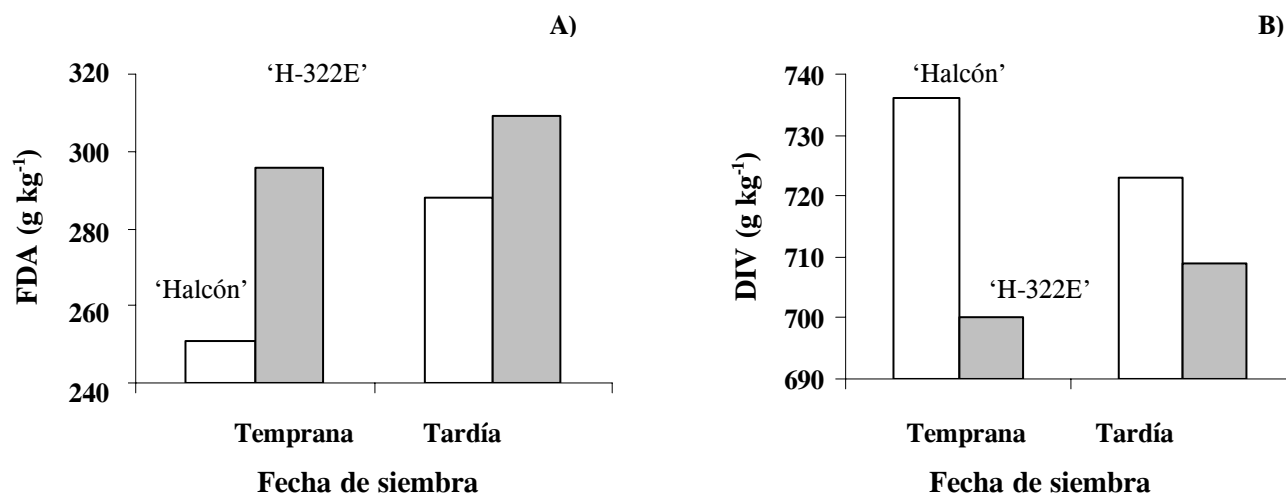 A)
‘H-322E’
‘Halcón’
320
300
280
260
240
FDA (g kg-1)
Temprana
Tardía
Fecha de siembra
B)
‘Halcón’
‘H-322E’
740
730
720
710
700
690
DIV (g kg-1)
Temprana
Tardía
Fecha de siembra